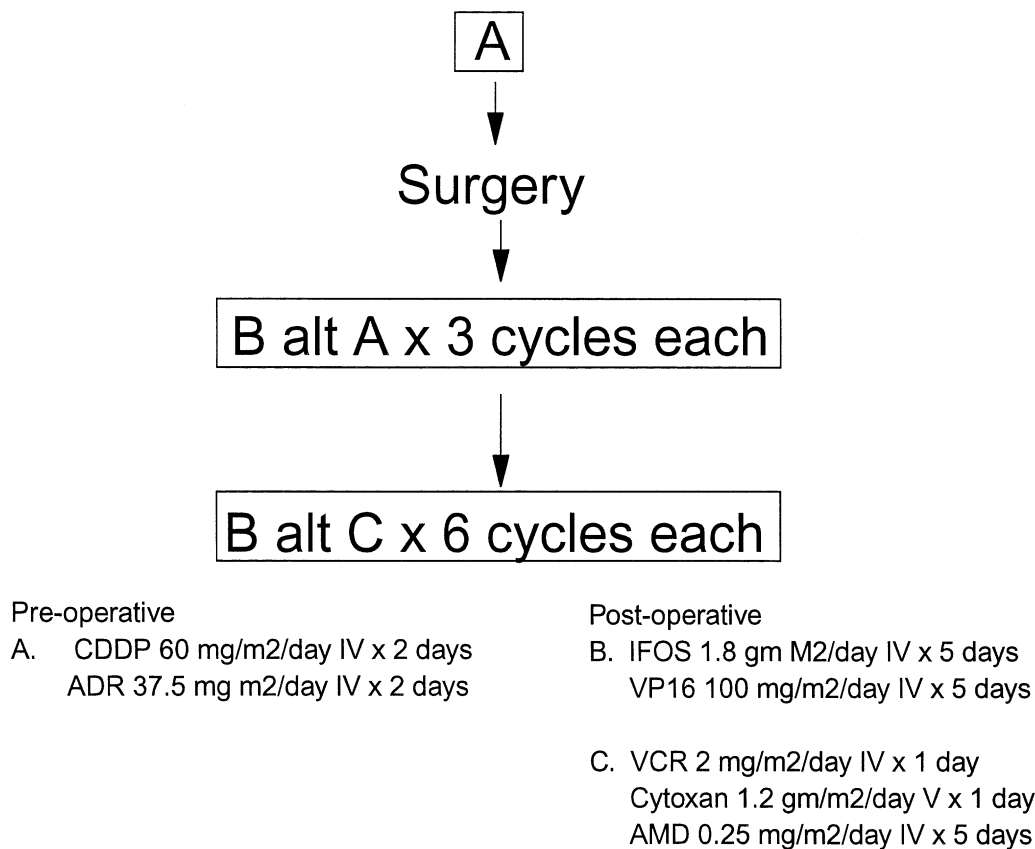 A
Surgery
B alt A x 3 cycles each
B alt C x 6 cycles each
Pre-operative
A. CDDP 60 mg/m2/day IV x 2 days
ADR 37.5 mg m2/day IV x 2 days
Post-operative
B. IFOS 1.8 gm M2/day IV x 5 days
VP16 100 mg/m2/day IV x 5 days
C. VCR 2 mg/m2/day IV x 1 day
Cytoxan 1.2 gm/m2/day V x 1 day
AMD 0.25 mg/m2/day IV x 5 days